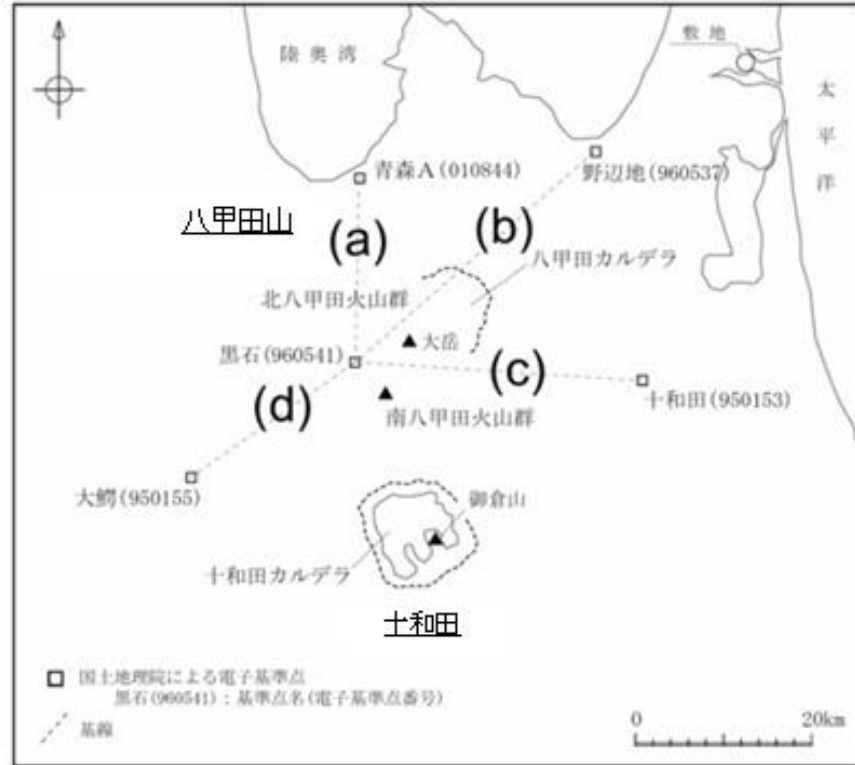 陸奥湾
敷地
太平洋
青森A(010844)
野辺地(960537)
八甲田山
(a)
(b)
八甲田カルデラ
北八甲田火山群
大岳
黒石(960541)
(c)
(d)
南八甲田火山群
十和田(950153)
大鰐(950155)
御倉山
十和田カルデラ
十和田
国土地理院による電子基準点
黒石(960541):基準点名(電子基準点番号)
基線
0 20km